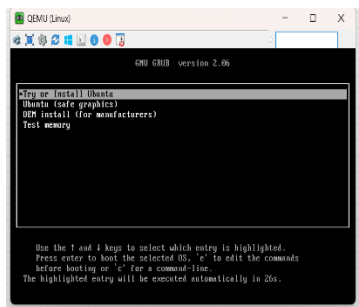 QEMU (Linux)
GNU GRUB version 2.06
*Try or Install Ubuntu
Ubuntu (safe graphics)
OEM install (for manufacturers)
Test memory
Use the ↑ and ↓ keys to select which entry is highlighted.
Press enter to boot the selected OS, `e' to edit the commands
before booting or `c' for a command-line.
The highlighted entry will be executed automatically in 26s.